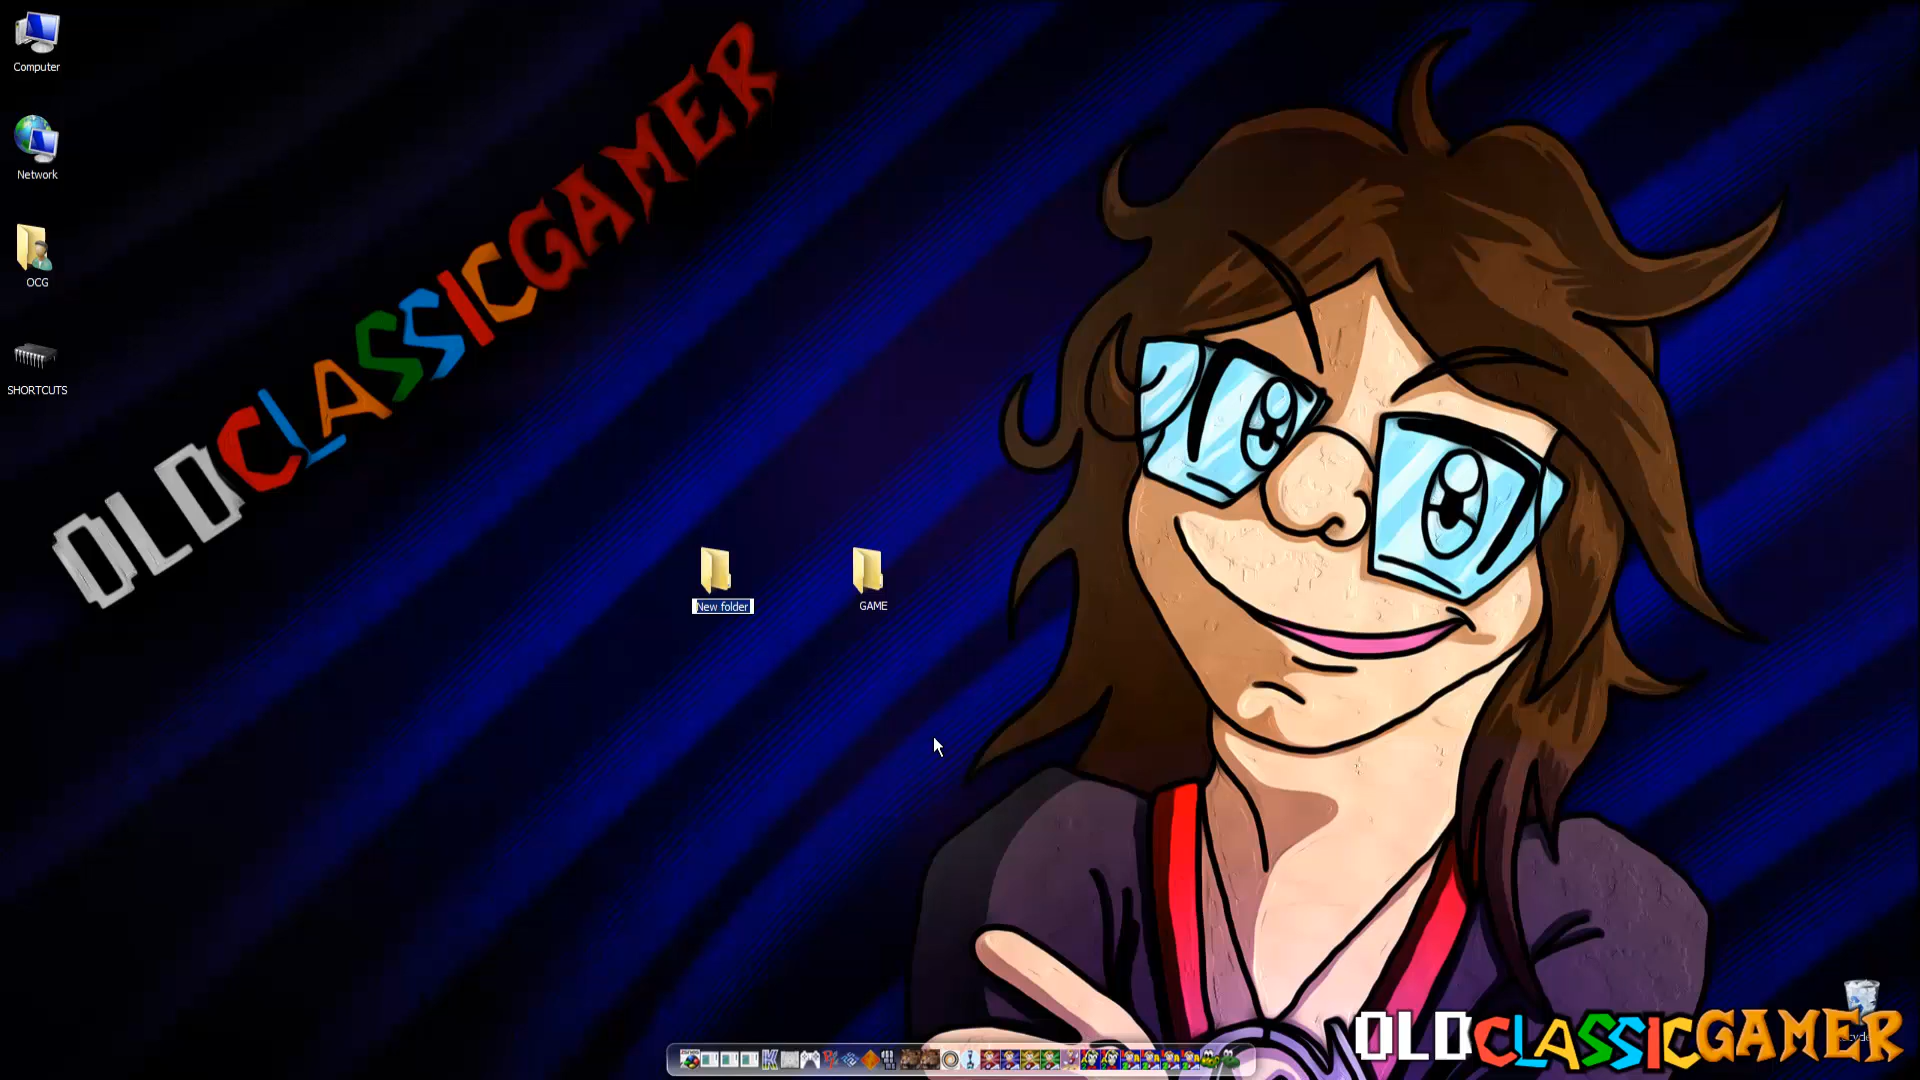 Computer
Network
OCG
SHORTCUTS
OLDCLASSICGAMER
New folder
GAME
OLDCLASSICGAMER